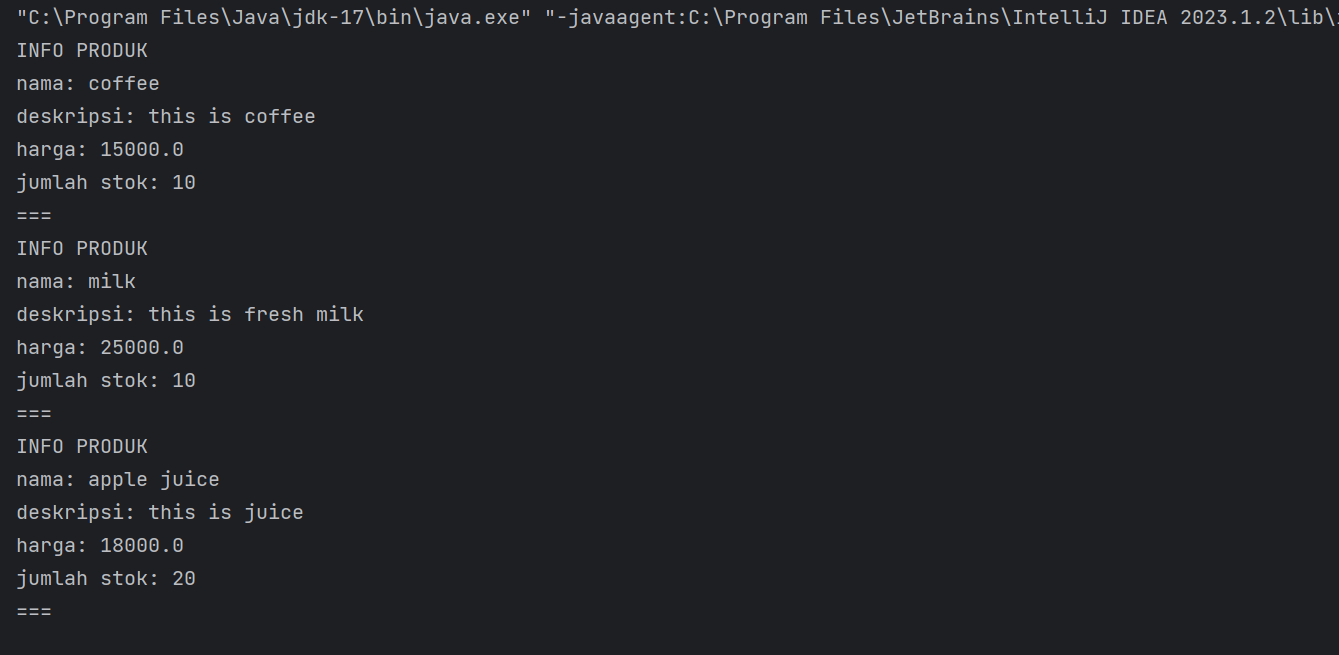 "C:\Program Files\Java\jdk-17\bin\java.exe" "-javaagent:C:\Program Files\JetBrains\IntelliJ IDEA 2023.1.2\lib\
INFO PRODUK
nama: coffee
deskripsi: this is coffee
harga: 15000.0
jumlah stok: 10
===
INFO PRODUK
nama: milk
deskripsi: this is fresh milk
harga: 25000.0
jumlah stok: 10
===
INFO PRODUK
nama: apple juice
deskripsi: this is juice
harga: 18000.0
jumlah stok: 20
===